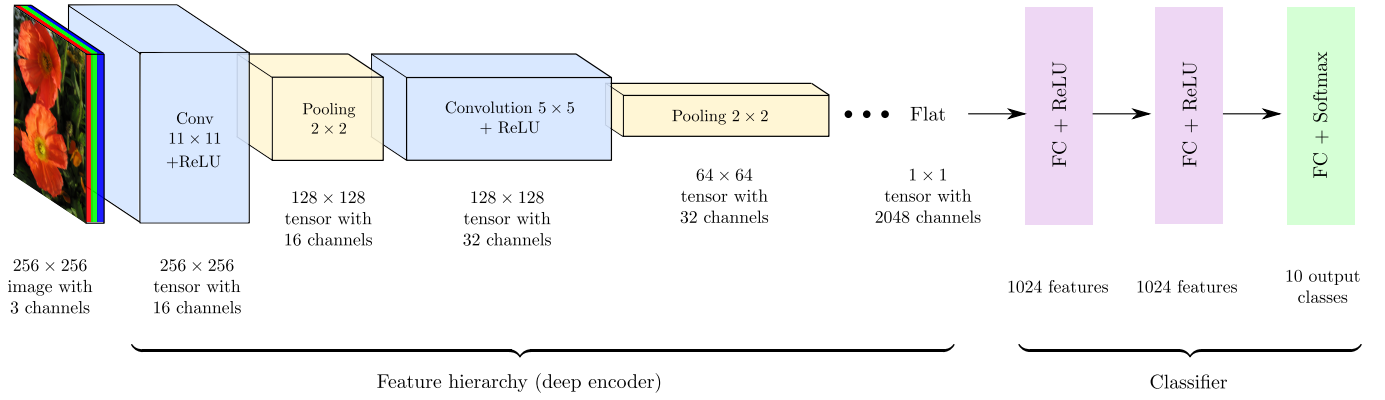 Conv
11 × 11
+ReLU
Pooling
2 × 2
Convolution 5 × 5
+ ReLU
Pooling 2 × 2
Flat
FC + ReLU
FC + ReLU
FC + Softmax
256 × 256
image with
3 channels
256 × 256
tensor with
16 channels
128 × 128
tensor with
16 channels
128 × 128
tensor with
32 channels
64 × 64
tensor with
32 channels
1 × 1
tensor with
2048 channels
1024 features
1024 features
10 output
classes
Feature hierarchy (deep encoder)
Classifier